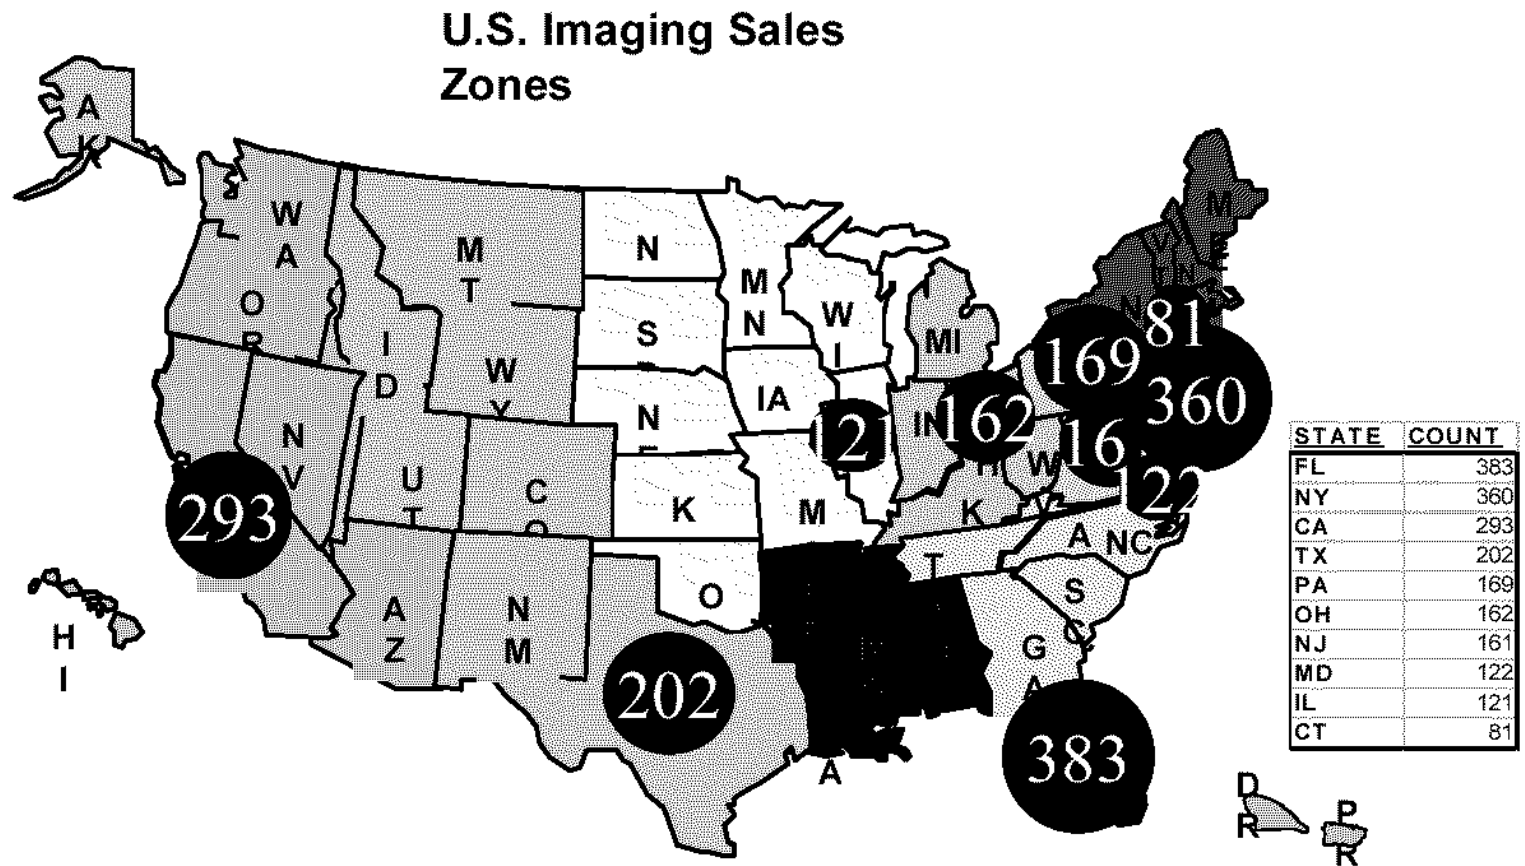 U.S. Imaging Sales
Zones
A
K
W
A
M
T
N
M
N
M
V
N
N
O
R
I
D
W
Y
S
W
I
MI
81
169
360
N
V
N
IA
121
IN
162
16
H
W
V
122
U
T
C
O
K
M
K
A
NC
T
293
A
Z
N
M
O
S
C
G
A
H
I
202
383
A
D
R
P
R
STATE COUNT
FL 383
NY 360
CA 293
TX 202
PA 169
OH 162
NJ 161
MD 122
IL 121
CT 81